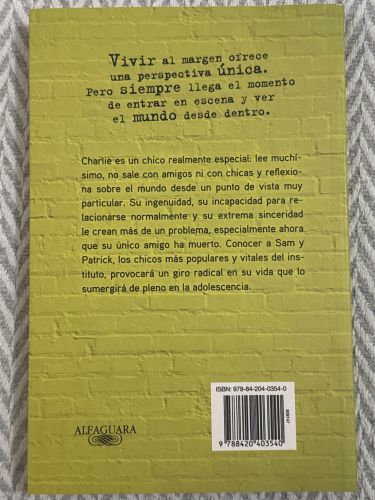 Vivir al margen ofrece
una perspectiva única.
Pero siempre llega el momento
de entrar en escena y ver
el mundo desde dentro.
Charlie es un chico realmente especial: lee muchí-
simo, no sale con amigos ni con chicas y reflexio-
na sobre el mundo desde un punto de vista muy
particular. Su ingenuidad, su incapacidad para re-
lacionarse normalmente y su extrema sinceridad
le crean más de un problema, especialmente ahora
que su único amigo ha muerto. Conocer a Sam y
Patrick, los chicos más populares y vitales del ins-
tituto, provocará un giro radical en su vida que lo
sumergirá de pleno en la adolescencia.
ISBN: 978-84-204-0354-0
9 788420 403540
ALFAGUARA